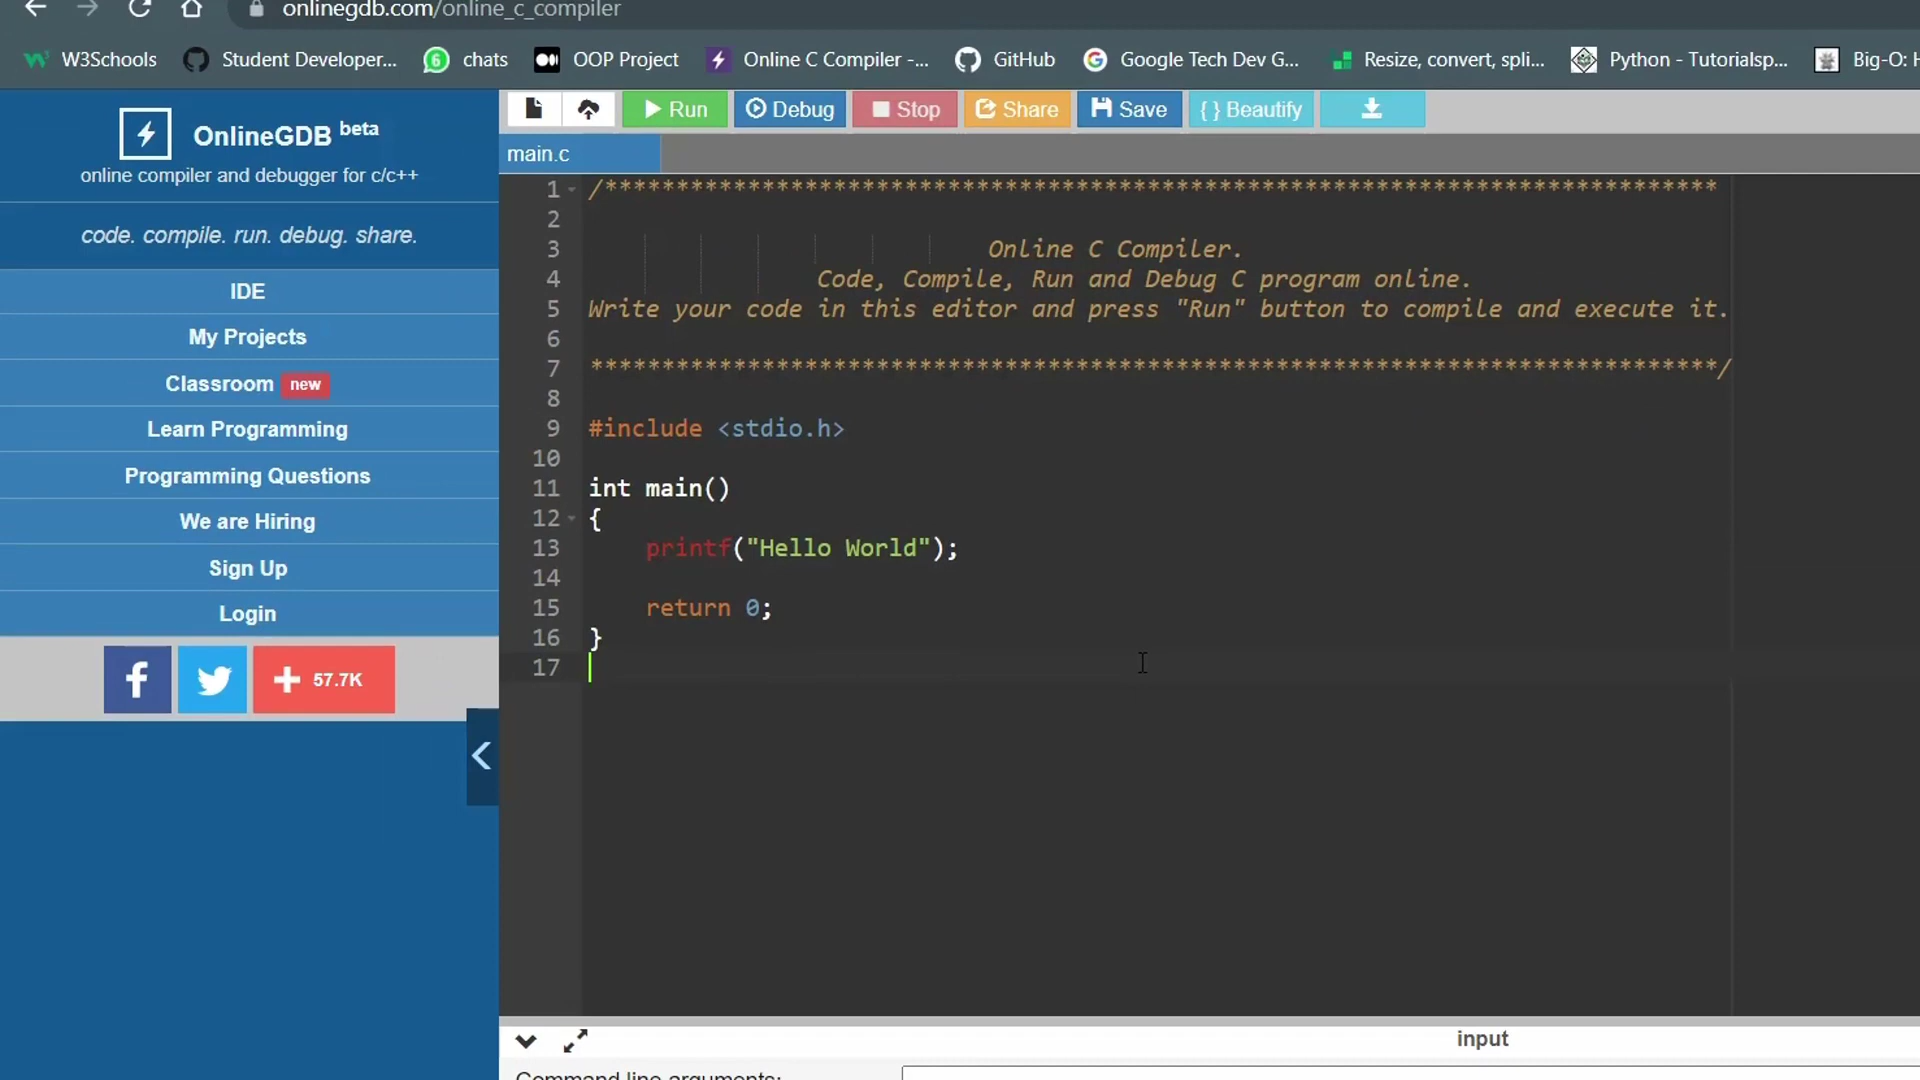 onlinegdb.com/online_c_compiler
W3Schools Student Developer... 6 chats OOP Project Online C Compiler -... GitHub Google Tech Dev G... Resize, convert, spli... Python - Tutorialsp... Big-O:
OnlineGDB beta
online compiler and debugger for c/c++
code. compile. run. debug. share.
IDE
My Projects
Classroom new
Learn Programming
Programming Questions
We are Hiring
Sign Up
Login
f + 57.7K
Run Debug Stop Share Save { } Beautify
main.c
1 /******************************************************************************
2
3 Online C Compiler.
4 Code, Compile, Run and Debug C program online.
5 Write your code in this editor and press "Run" button to compile and execute it.
6
7 *******************************************************************************/
8
9 #include <stdio.h>
10
11 int main()
12 {
13 printf("Hello World");
14
15 return 0;
16 }
17
input
Command line arguments: